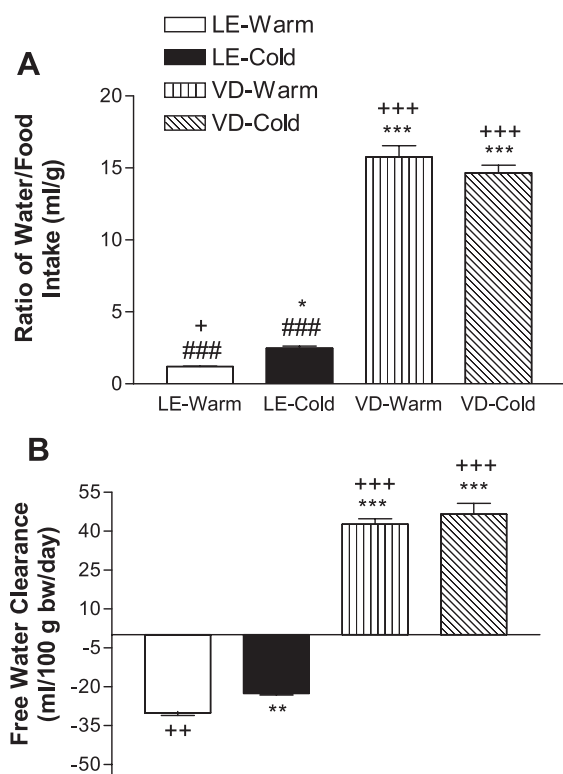 LE-Warm
LE-Cold
VD-Warm
VD-Cold
A
Ratio of Water/Food
Intake (ml/g)
20
15
10
5
0
+
###
*
###
+++
***
+++
***
LE-Warm LE-Cold VD-Warm VD-Cold
B
Free Water Clearance
(ml/100 g bw/day)
55
40
25
10
-5
-20
-35
-50
++
**
+++
***
+++
***